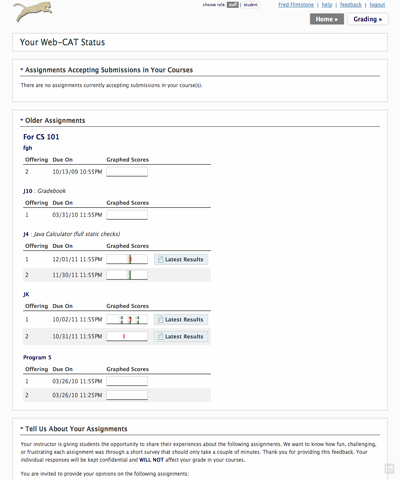 choose role: staff | student
Fred Flintstone | help | feedback | logout
Home » Grading »
Your Web-CAT Status
Assignments Accepting Submissions in Your Courses
There are no assignments currently accepting submissions in your course(s).
Older Assignments
For CS 101
fgh
Offering Due On Graphed Scores
2 10/13/09 10:55PM
J10 : Gradebook
Offering Due On Graphed Scores
1 03/31/10 11:55PM
J4 : Java Calculator (full static checks)
Offering Due On Graphed Scores
1 12/01/11 11:55PM Latest Results
2 11/30/11 11:55PM
JK
Offering Due On Graphed Scores
1 10/02/11 11:55PM Latest Results
2 10/31/11 11:55PM Latest Results
Program 5
Offering Due On Graphed Scores
1 03/26/10 11:55PM
2 03/26/10 11:25PM
Tell Us About Your Assignments
Your instructor is giving students the opportunity to share their experiences about the following assignments. We want to know how fun, challenging,
or frustrating each assignment was through a short survey that should only take a couple of minutes. Thank you for providing this feedback. Your
individual responses will be kept confidential and WILL NOT affect your grade in your courses.
You are invited to provide your opinions on the following assignments: